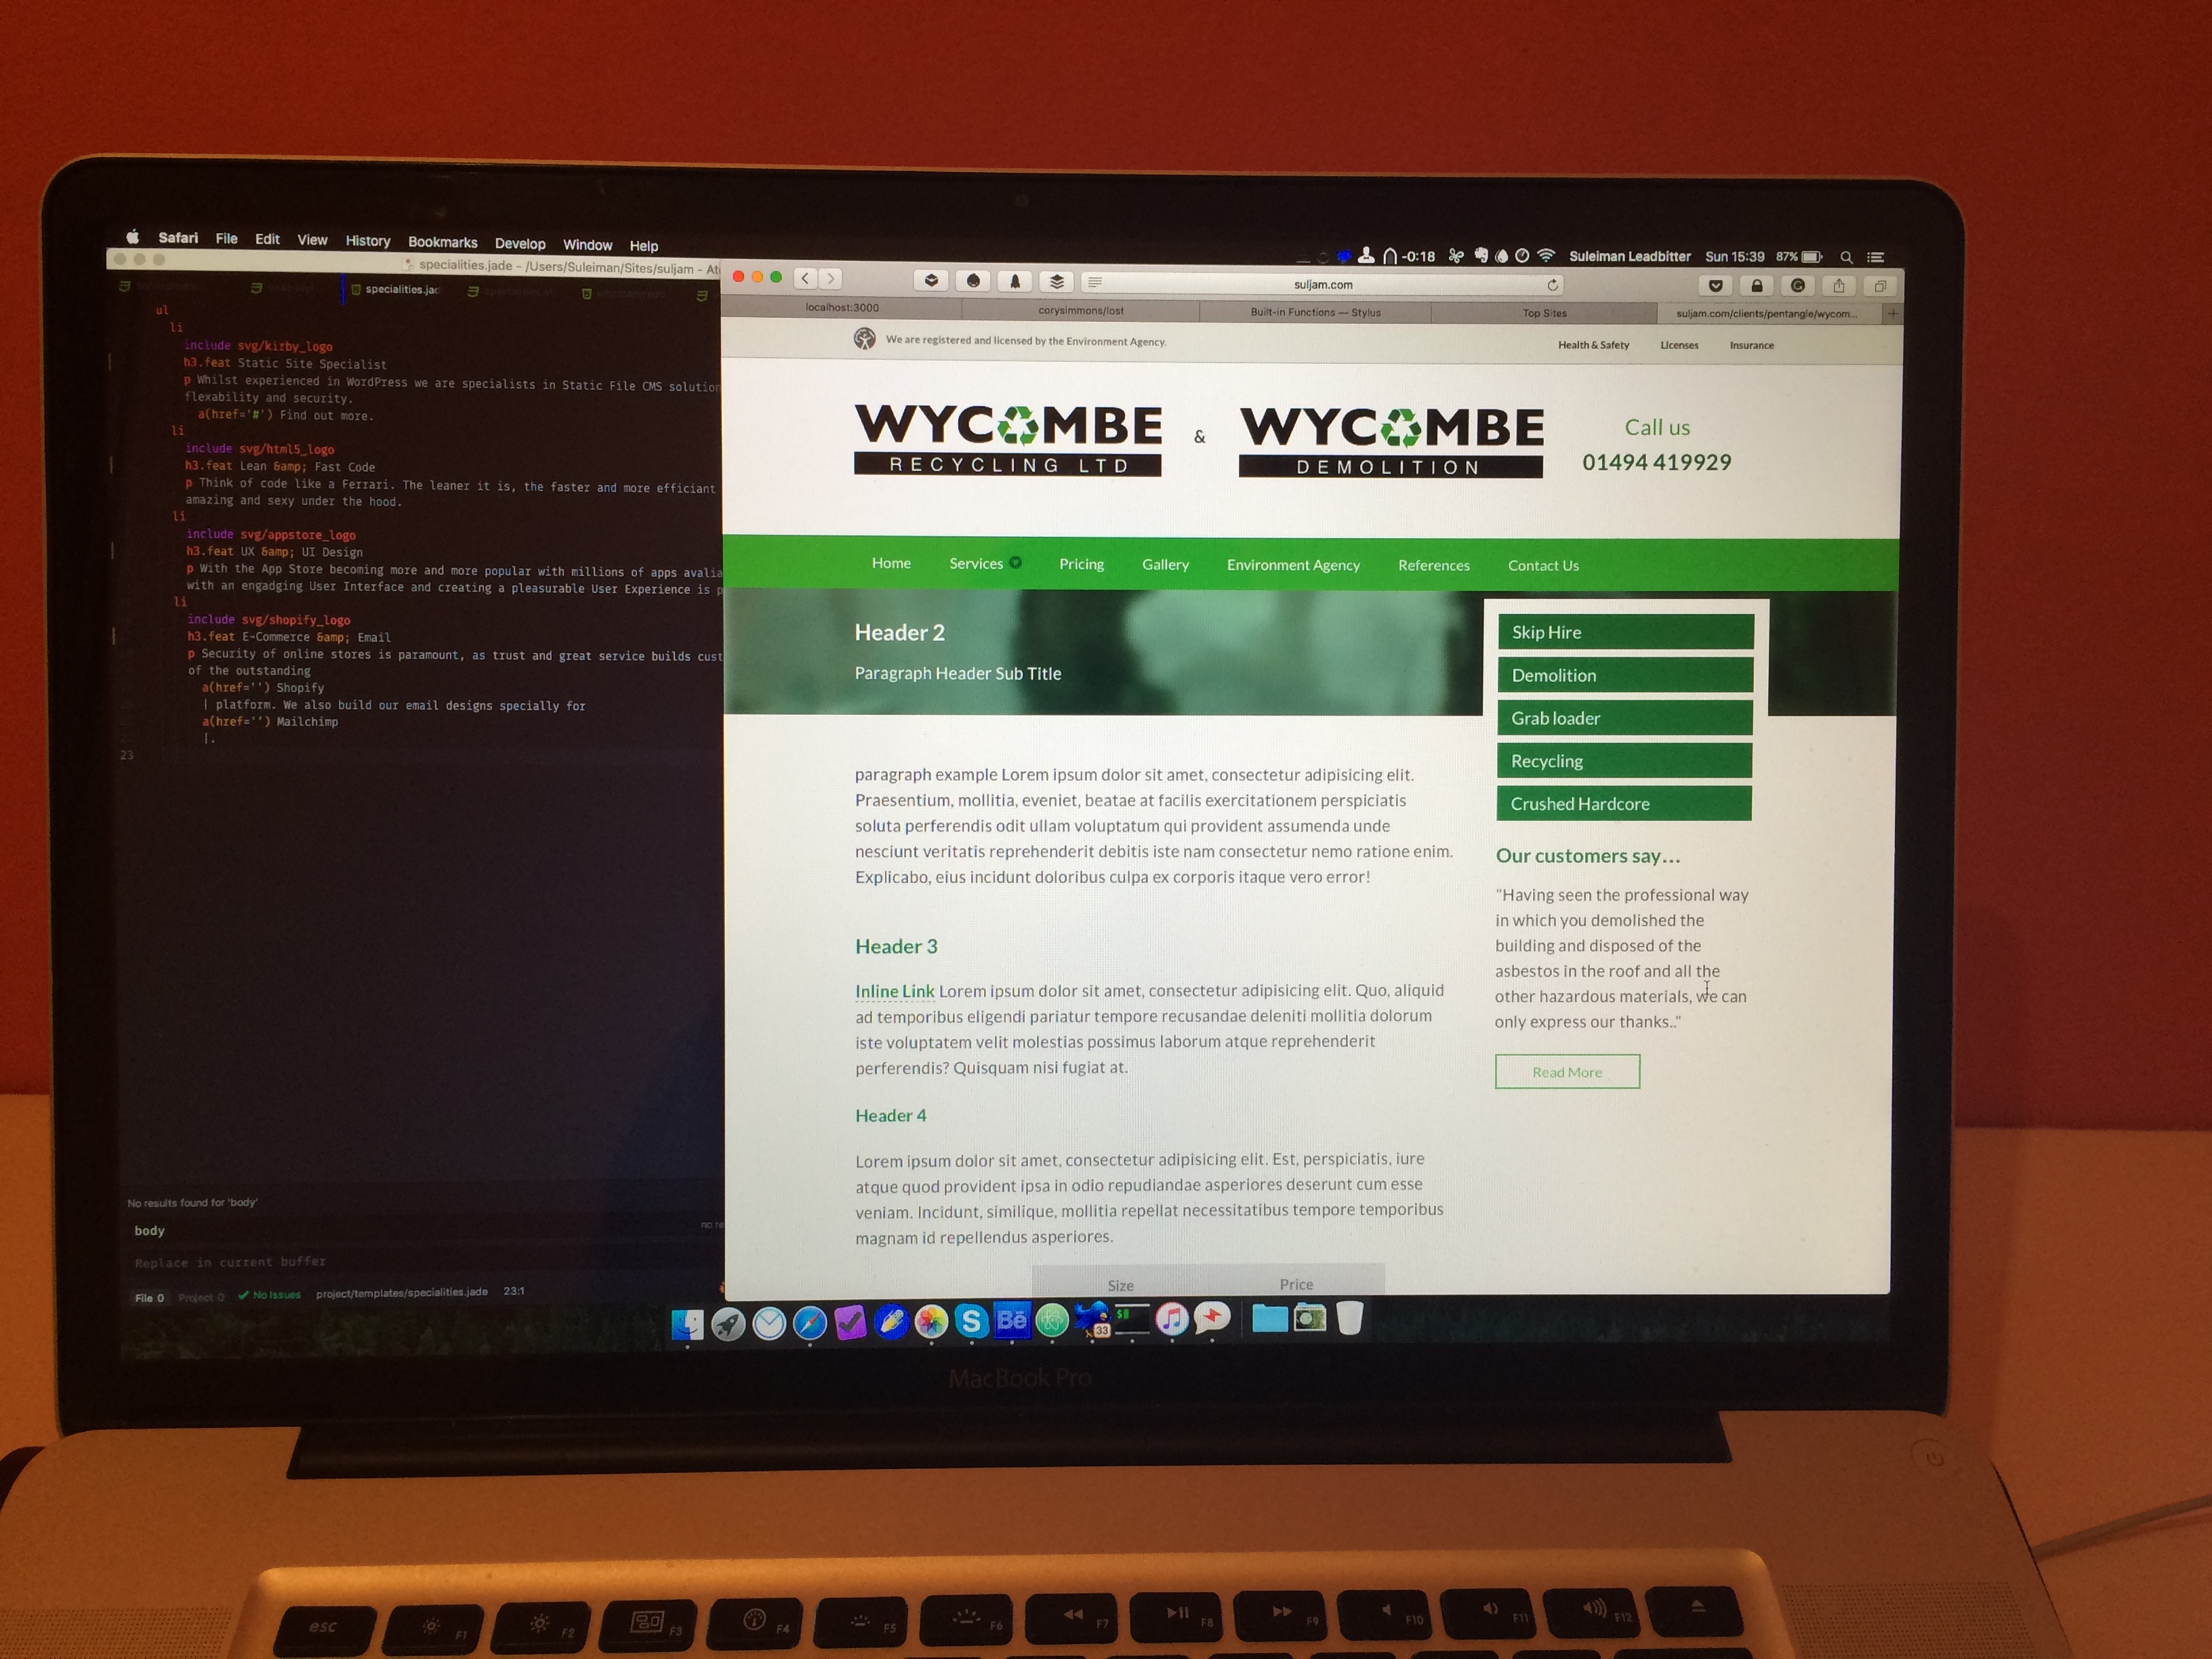 Safari File Edit View History Bookmarks Develop Window Help
-0:18 Suleiman Leadbitter Sun 15:39 87%
specialities.jade - /Users/Suleiman/Sites/suljam - At
specialities.jad
ul
li
include svg/kirby_logo
h3.feat Static Site Specialist
p Whilst experienced in WordPress we are specialists in Static File CMS solution
flexability and security.
a(href='#') Find out more.
li
include svg/html5_logo
h3.feat Lean &amp; Fast Code
p Think of code like a Ferrari. The leaner it is, the faster and more efficiant
amazing and sexy under the hood.
li
include svg/appstore_logo
h3.feat UX &amp; UI Design
p With the App Store becoming more and more popular with millions of apps avalia
with an engadging User Interface and creating a pleasurable User Experience is p
li
include svg/shopify_logo
h3.feat E-Commerce &amp; Email
p Security of online stores is paramount, as trust and great service builds cust
of the outstanding
a(href='') Shopify
| platform. We also build our email designs specially for
a(href='') Mailchimp
|.
23
No results found for 'body'
body
no re
Replace in current buffer
File 0 Project 0 No Issues project/templates/specialities.jade 23:1
suljam.com
localhost:3000 corysimmons/lost Built-in Functions — Stylus Top Sites suljam.com/clients/pentangle/wycom...
We are registered and licensed by the Environment Agency.
Health & Safety Licenses Insurance
WYCOMBE & WYCOMBE
RECYCLING LTD DEMOLITION
Call us
01494 419929
Home Services Pricing Gallery Environment Agency References Contact Us
Header 2
Paragraph Header Sub Title
paragraph example Lorem ipsum dolor sit amet, consectetur adipisicing elit.
Praesentium, mollitia, eveniet, beatae at facilis exercitationem perspiciatis
soluta perferendis odit ullam voluptatum qui provident assumenda unde
nesciunt veritatis reprehenderit debitis iste nam consectetur nemo ratione enim.
Explicabo, eius incidunt doloribus culpa ex corporis itaque vero error!
Header 3
Inline Link Lorem ipsum dolor sit amet, consectetur adipisicing elit. Quo, aliquid
ad temporibus eligendi pariatur tempore recusandae deleniti mollitia dolorum
iste voluptatem velit molestias possimus laborum atque reprehenderit
perferendis? Quisquam nisi fugiat at.
Header 4
Lorem ipsum dolor sit amet, consectetur adipisicing elit. Est, perspiciatis, iure
atque quod provident ipsa in odio repudiandae asperiores deserunt cum esse
veniam. Incidunt, similique, mollitia repellat necessitatibus tempore temporibus
magnam id repellendus asperiores.
Size Price
Skip Hire
Demolition
Grab loader
Recycling
Crushed Hardcore
Our customers say...
"Having seen the professional way
in which you demolished the
building and disposed of the
asbestos in the roof and all the
other hazardous materials, we can
only express our thanks.."
Read More
S Bē 33 $
MacBook Pro
esc F1 F2 F3 F4 F5 F6 F7 F8 F9 F10 F11 F12